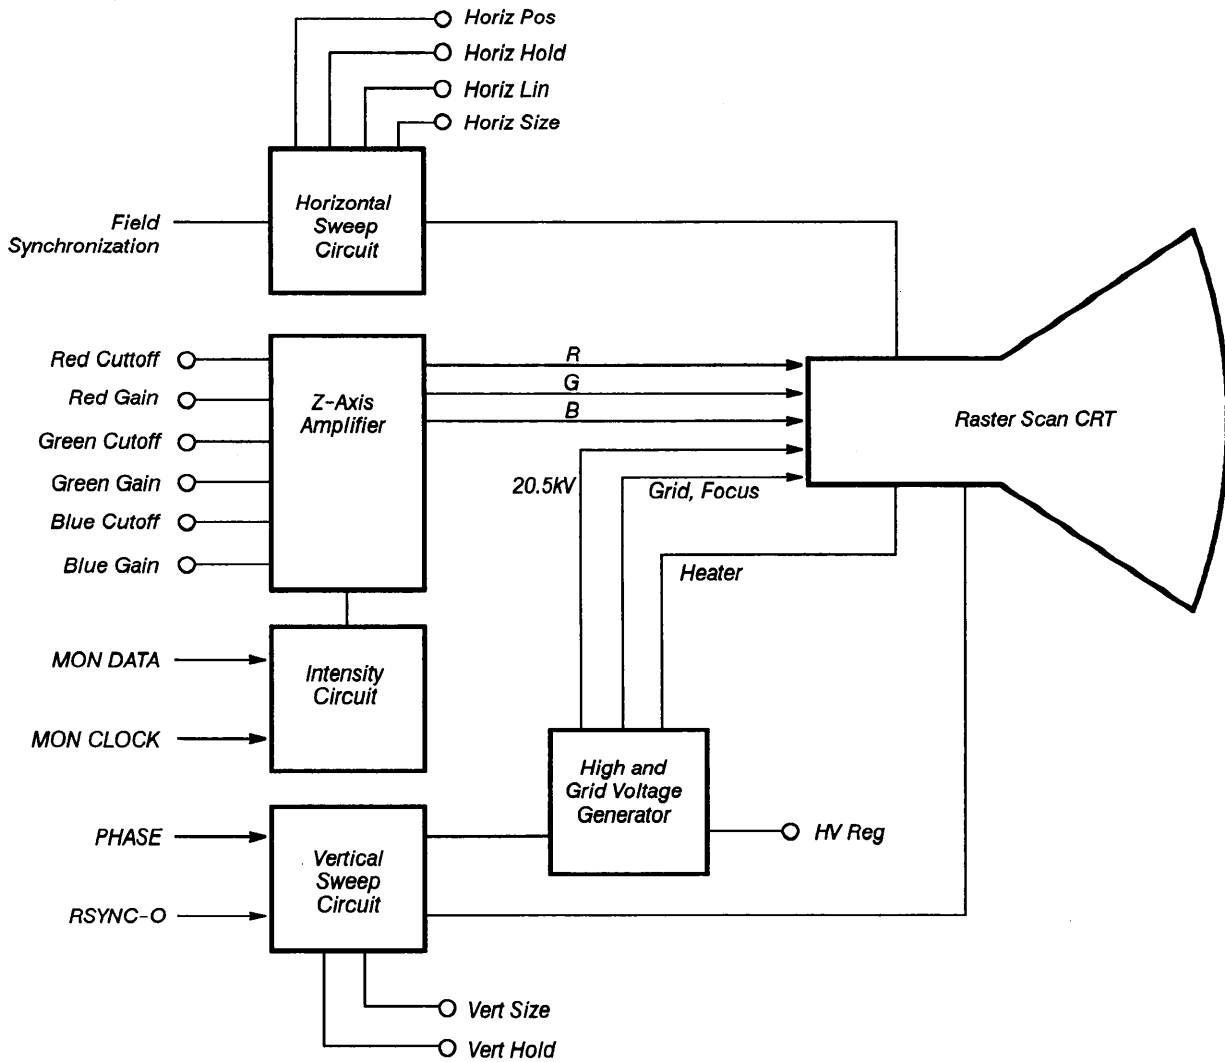 Horiz Pos
Horiz Hold
Horiz Lin
Horiz Size
Horizontal
Sweep
Circuit
Field
Synchronization
Red Cuttoff
Red Gain
Green Cutoff
Green Gain
Blue Cutoff
Blue Gain
Z-Axis
Amplifier
R
G
B
20.5kV
Grid, Focus
Heater
Raster Scan CRT
MON DATA
MON CLOCK
Intensity
Circuit
High and
Grid Voltage
Generator
HV Reg
PHASE
RSYNC-O
Vertical
Sweep
Circuit
Vert Size
Vert Hold